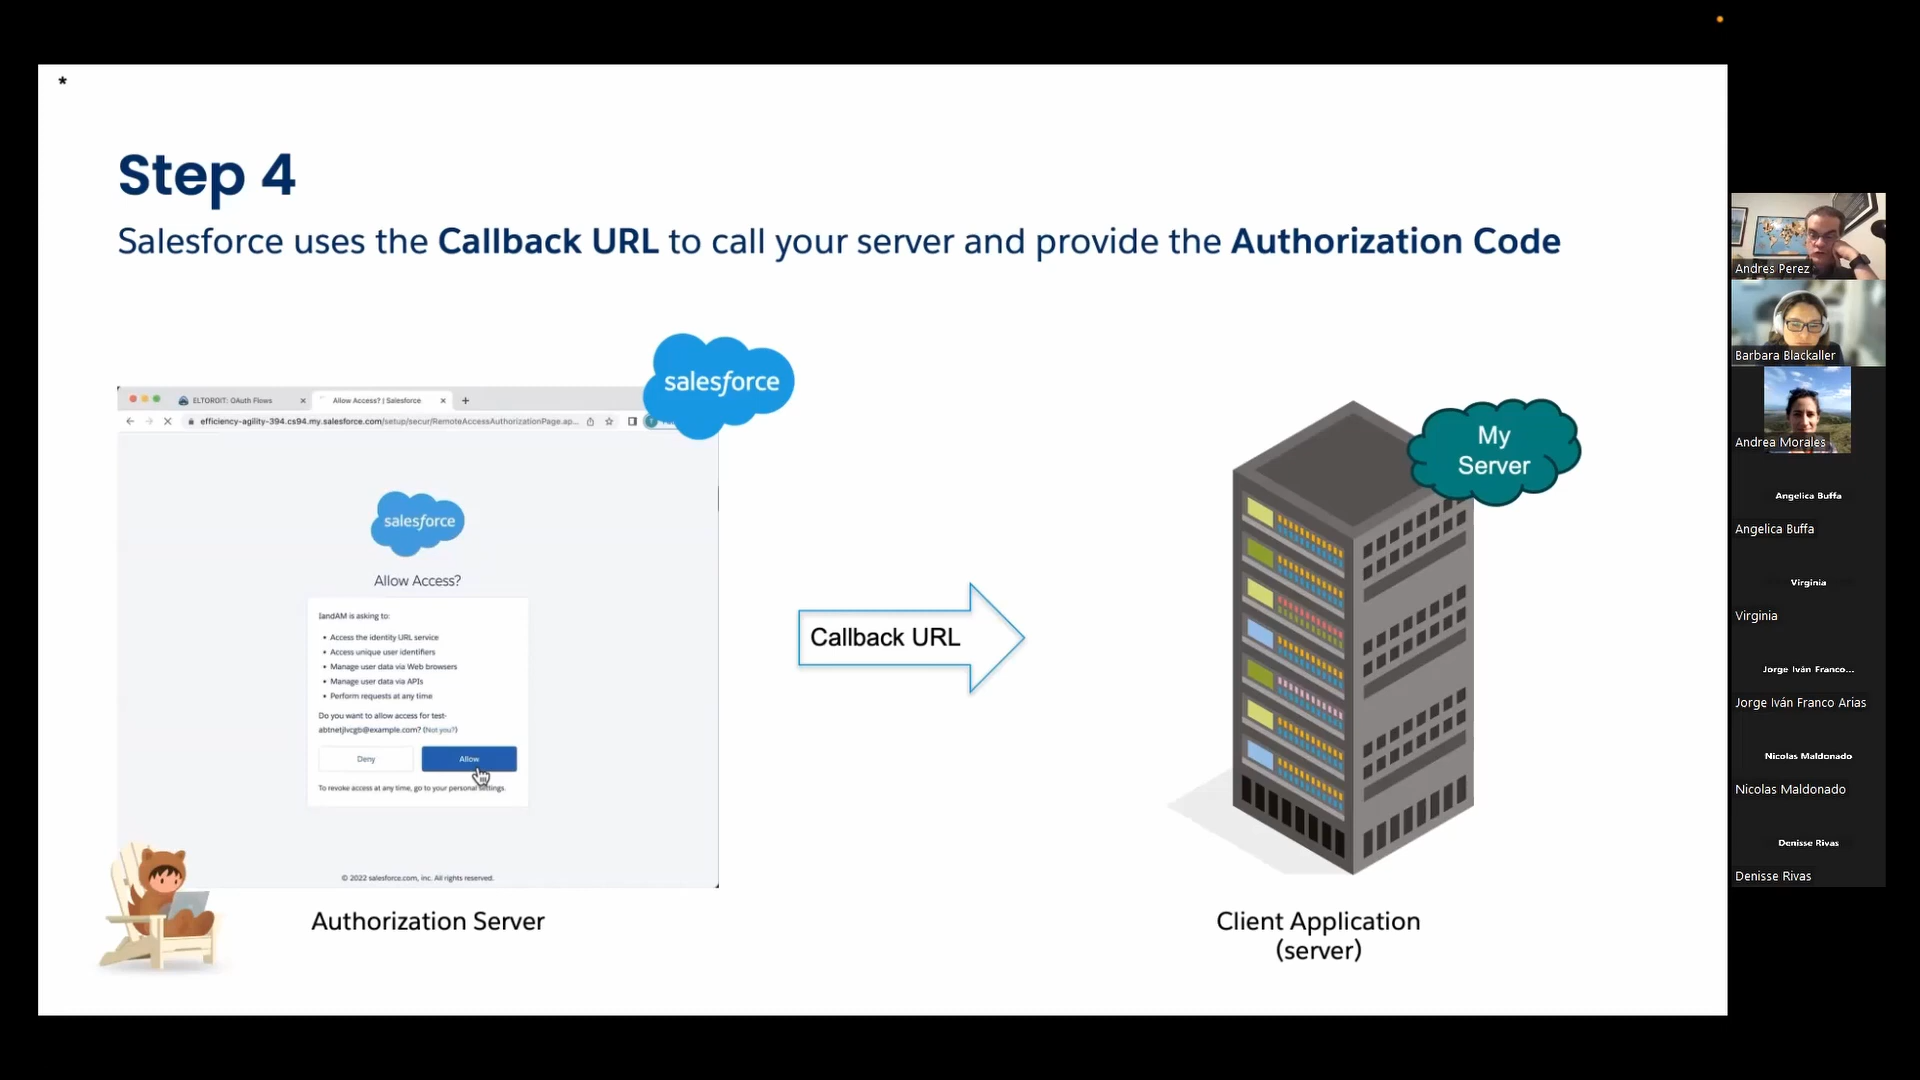 *
Step 4
Salesforce uses the Callback URL to call your server and provide the Authorization Code
salesforce
ELTOROIT: OAuth Flows
Allow Access? | Salesforce
efficiency-agility-394.cs94.my.salesforce.com/setup/secur/RemoteAccessAuthorizationPage.ap...
salesforce
Allow Access?
IandAM is asking to:
• Access the identity URL service
• Access unique user identifiers
• Manage user data via Web browsers
• Manage user data via APIs
• Perform requests at any time
Do you want to allow access for test-
abtnetjlvcgb@example.com? (Not you?)
Deny
Allow
To revoke access at any time, go to your personal settings.
© 2022 salesforce.com, inc. All rights reserved.
Authorization Server
Callback URL
My
Server
Client Application
(server)
Andres Perez
Barbara Blackaller
Andrea Morales
Angelica Buffa
Angelica Buffa
Virginia
Virginia
Jorge Iván Franco...
Jorge Iván Franco Arias
Nicolas Maldonado
Nicolas Maldonado
Denisse Rivas
Denisse Rivas